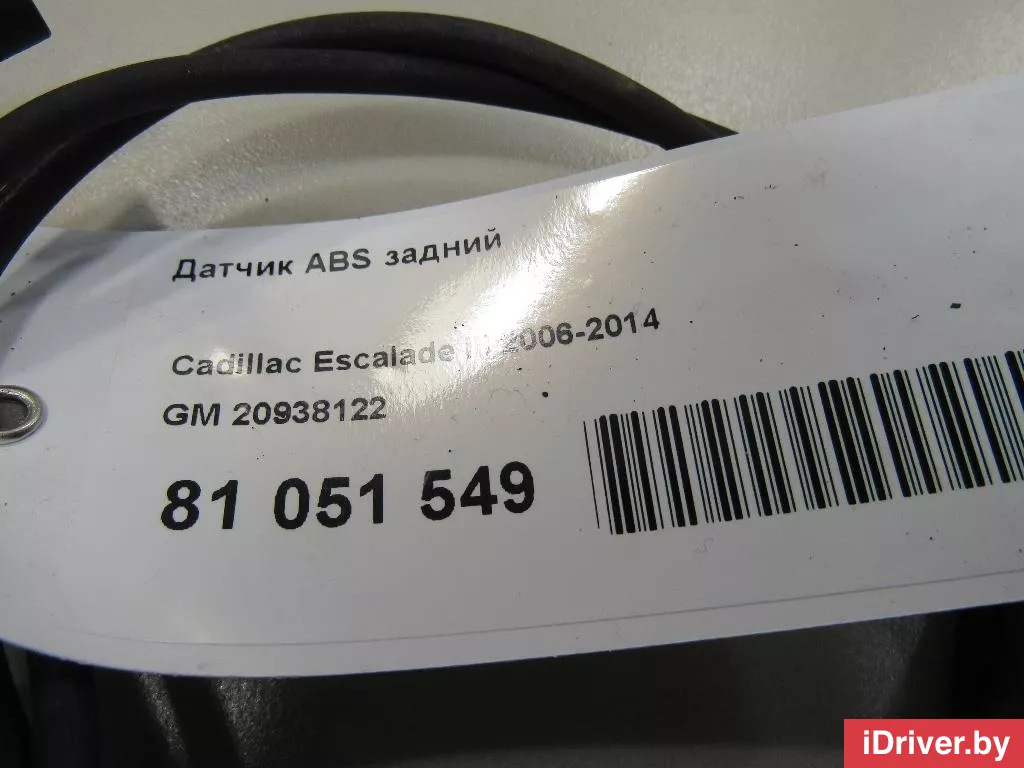 Датчик ABS задний
Cadillac Escalade 2006-2014
GM 20938122
81 051 549
iDriver.by